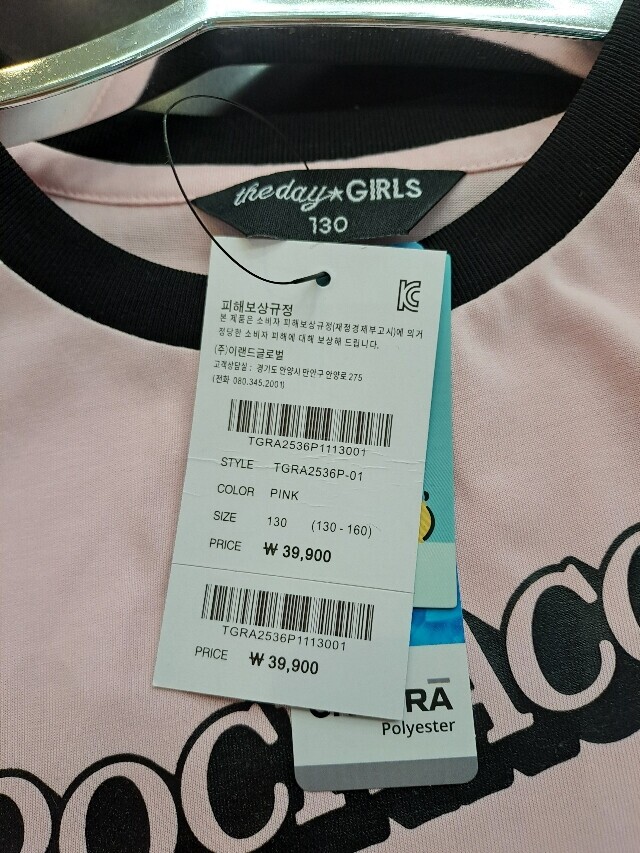 the day★GIRLS
130
피해보상규정
본 제품은 소비자 피해보상규정(재정경제부고시)에 의거
정당한 소비자 피해에 대해 보상해 드립니다.
(주)이랜드글로벌
고객상담실 : 경기도 안양시 만안구 안양로 275
(전화 080.345.2001)
TGRA2536P1113001
STYLE TGRA2536P-01
COLOR PINK
SIZE 130 (130 - 160)
PRICE ₩ 39,900
TGRA2536P1113001
PRICE ₩ 39,900
RA
Polyester
OCHACC